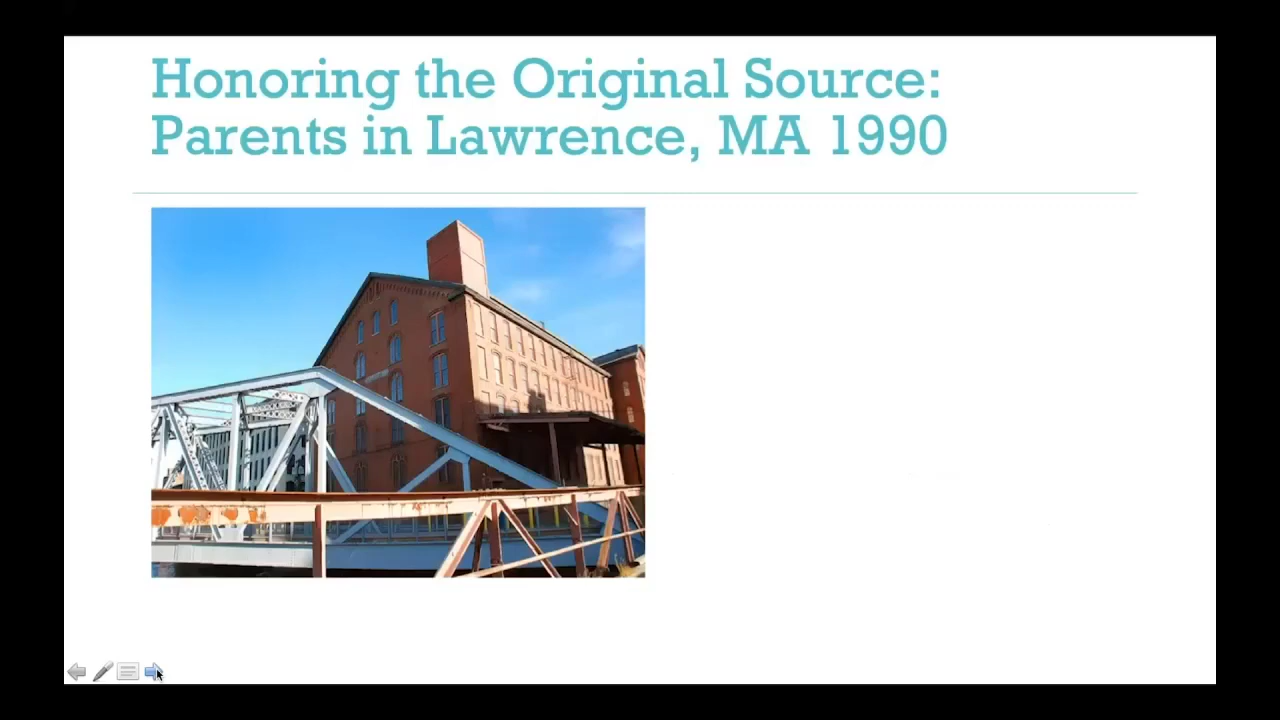 Honoring the Original Source:
Parents in Lawrence, MA 1990